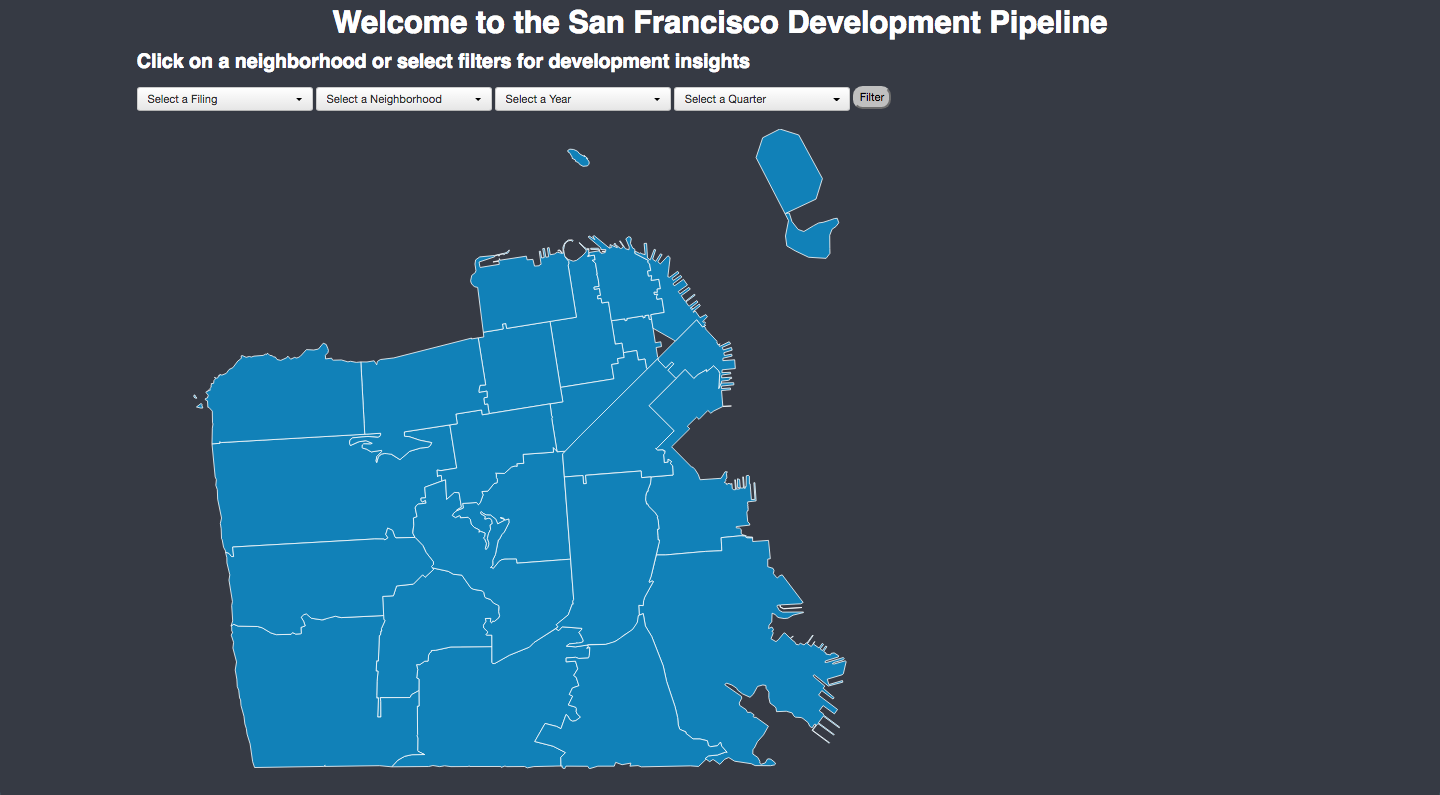 Welcome to the San Francisco Development Pipeline
Click on a neighborhood or select filters for development insights
Select a Filing Select a Neighborhood Select a Year Select a Quarter Filter